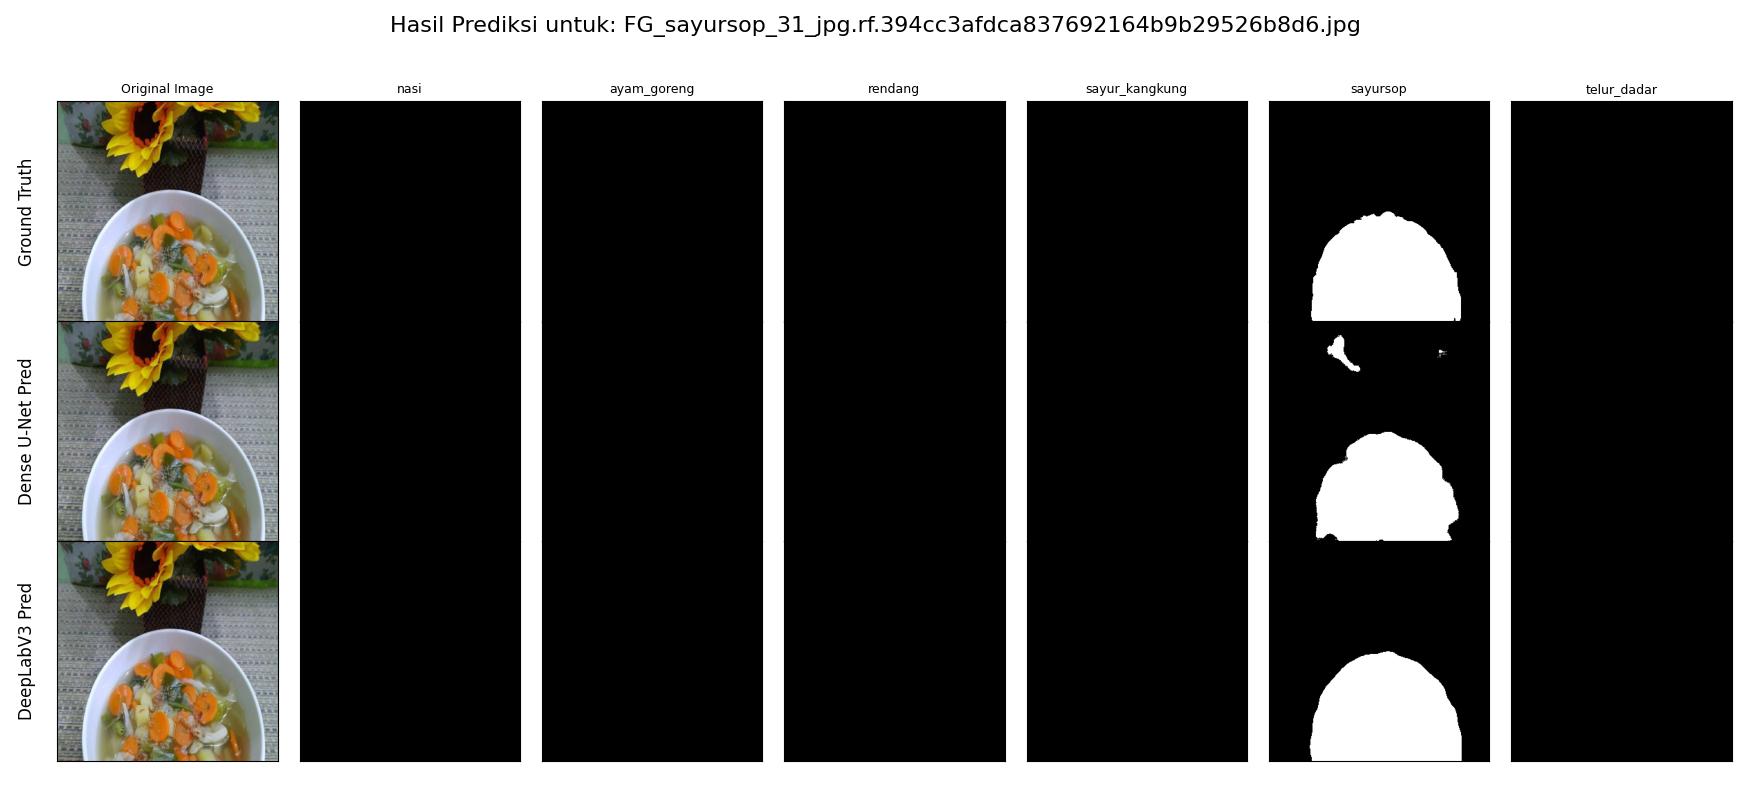 Hasil Prediksi untuk: FG_sayursop_31_jpg.rf.394cc3afdca837692164b9b29526b8d6.jpg
Original Image
nasi
ayam_goreng
rendang
sayur_kangkung
sayursop
telur_dadar
Ground Truth
Dense U-Net Pred
DeepLabV3 Pred